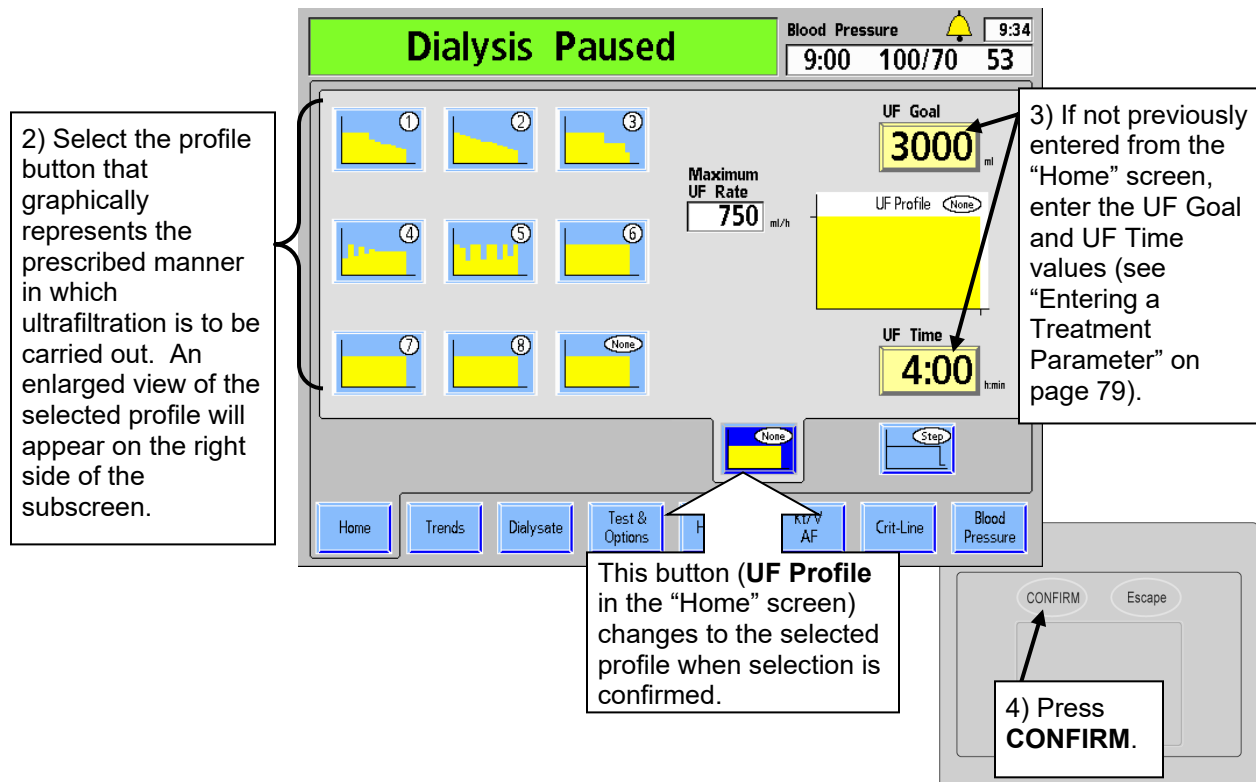 Dialysis Paused
Blood Pressure
9:34
9:00 100/70 53
2) Select the profile
button that
graphically
represents the
prescribed manner
in which
ultrafiltration is to be
carried out. An
enlarged view of the
selected profile will
appear on the right
side of the
subscreen.
1
2
3
4
5
6
7
8
None
Maximum
UF Rate
750 ml/h
UF Goal
3000 ml
UF Profile None
UF Time
4:00 h:min
3) If not previously
entered from the
“Home” screen,
enter the UF Goal
and UF Time
values (see
“Entering a
Treatment
Parameter” on
page 79).
None
Step
Home
Trends
Dialysate
Test &
Options
H
Kt/V
AF
Crit-Line
Blood
Pressure
This button (UF Profile
in the “Home” screen)
changes to the selected
profile when selection is
confirmed.
CONFIRM
Escape
4) Press
CONFIRM.